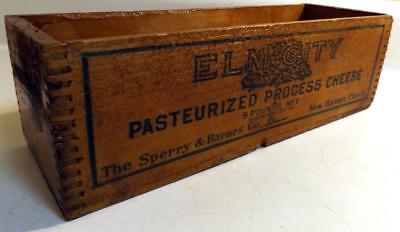 ELM CITY
PASTEURIZED PROCESS CHEESE
5 POUNDS NET
The Sperry & Barnes Co. New Haven, Conn.